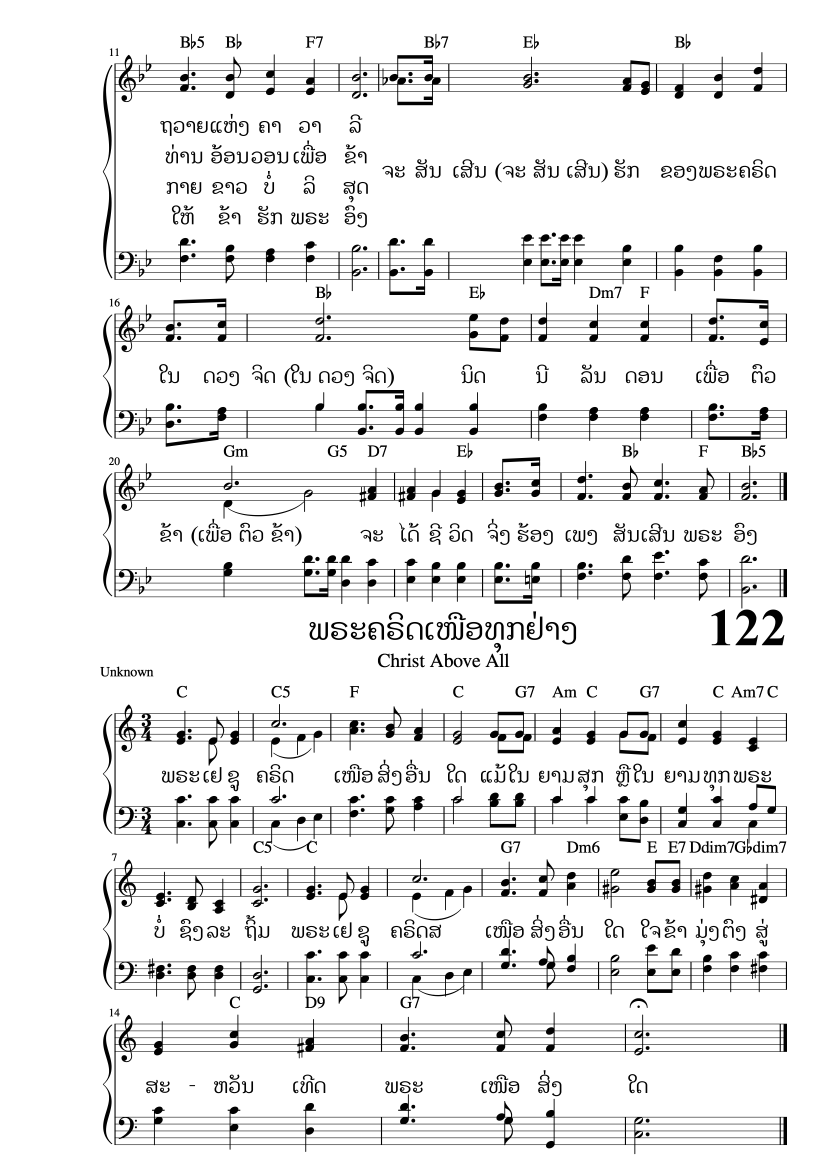 11 B♭5 B♭ F7 B♭7 E♭ B♭
ຖວາຍແຫ່ງ ຄາ ວາ ລີ
ທ່ານ ອ້ອນວອນເພື່ອ ຂ້າ
ຈະ ສັນ ເສີນ (ຈະ ສັນ ເສີນ) ຮັກ ຂອງພຣະຄຣິດ
ກາຍ ຂາວ ບໍ່ ລິ ສຸດ
ໃຫ້ ຂ້າ ຮັກ ພຣະ ອົງ
16 B♭ E♭ Dm7 F
ໃນ ດວງ ຈິດ (ໃນ ດວງ ຈິດ) ນິດ ນີ ລັນ ດອນ ເພື່ອ ຕົວ
20 Gm G5 D7 E♭ B♭ F B♭5
ຂ້າ (ເພື່ອ ຕົວ ຂ້າ) ຈະ ໄດ້ ຊີ ວິດ ຈຶ່ງ ຮ້ອງ ເພງ ສັນເສີນ ພຣະ ອົງ
ພຣະຄຣິດເໜືອທຸກຢ່າງ 122
Christ Above All
Unknown
C C5 F C G7 Am C G7 C Am7 C
3 4
ພຣະເຢຊູ ຄຣິດ ເໜືອ ສິ່ງ ອື່ນ ໃດ ແມ້ໃນ ຍາມສຸກ ຫຼືໃນ ຍາມທຸກພຣະ
3 4
7 C5 C G7 Dm6 E E7 Ddim7 G♭dim7
ບໍ່ ຊົງລະ ຖິ້ມ ພຣະເຢຊູ ຄຣິດສ ເໜືອ ສິ່ງອື່ນ ໃດ ໃຈຂ້າ ມຸ່ງຕົງ ສູ່
14 C D9 G7
ສະ - ຫວັນ ເທີດ ພຣະ ເໜືອ ສິ່ງ ໃດ